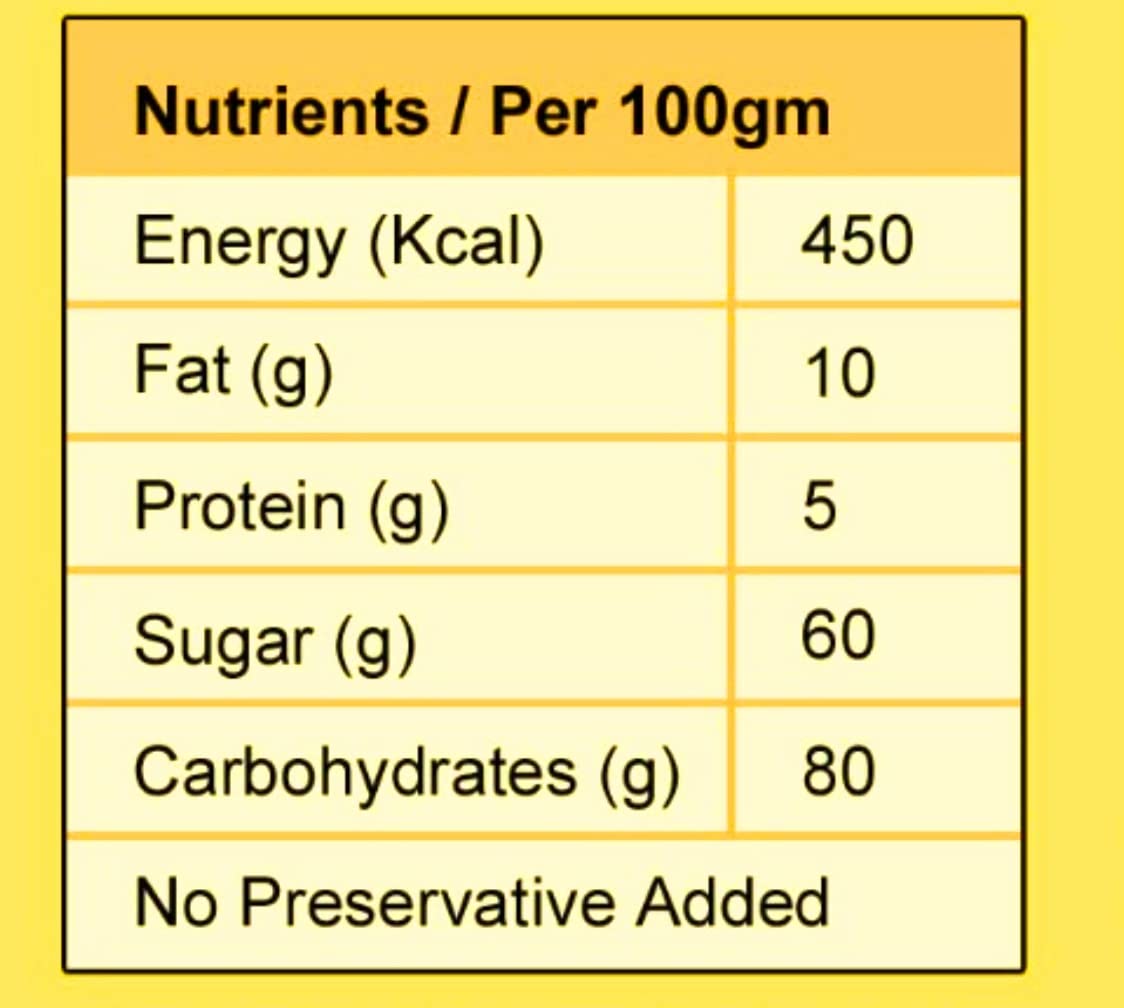 Nutrients / Per 100gm
Energy (Kcal) 450
Fat (g) 10
Protein (g) 5
Sugar (g) 60
Carbohydrates (g) 80
No Preservative Added